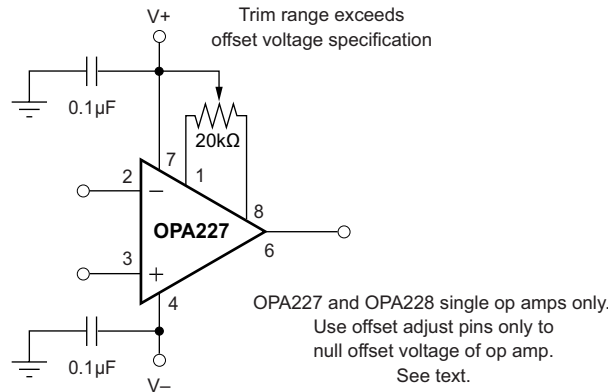 V+
Trim range exceeds
offset voltage specification
0.1µF
20kΩ
7
1
2
–
8
OPA227
6
3
+
4
OPA227 and OPA228 single op amps only.
Use offset adjust pins only to
null offset voltage of op amp.
See text.
0.1µF
V–